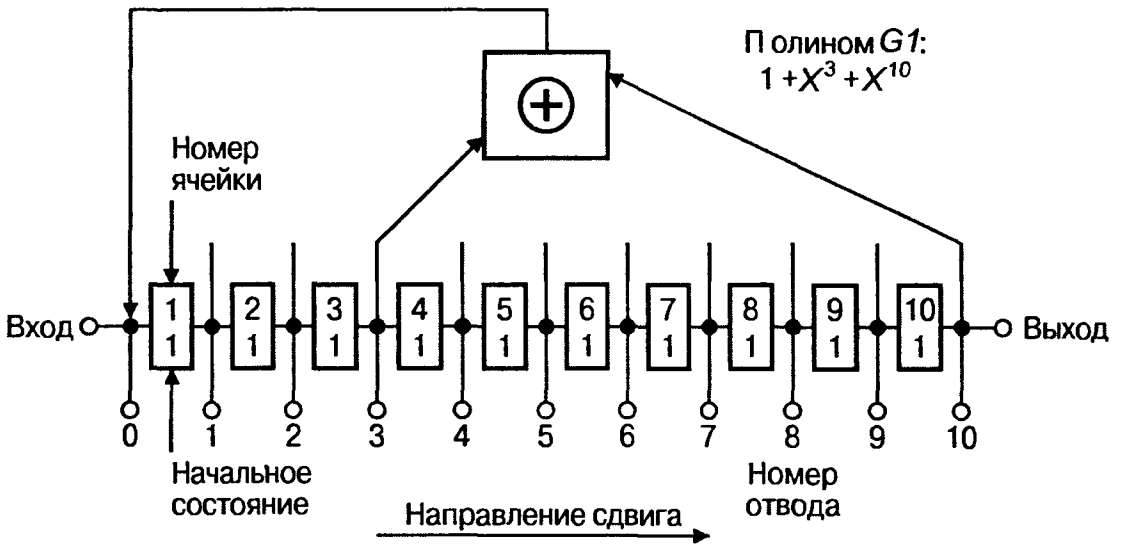 Полином G1:
1 + X³ + X¹⁰
Номер
ячейки
1 2 3 4 5 6 7 8 9 10
Вход
1 1 1 1 1 1 1 1 1 1
Выход
0 1 2 3 4 5 6 7 8 9 10
Начальное
состояние
Номер
отвода
Направление сдвига